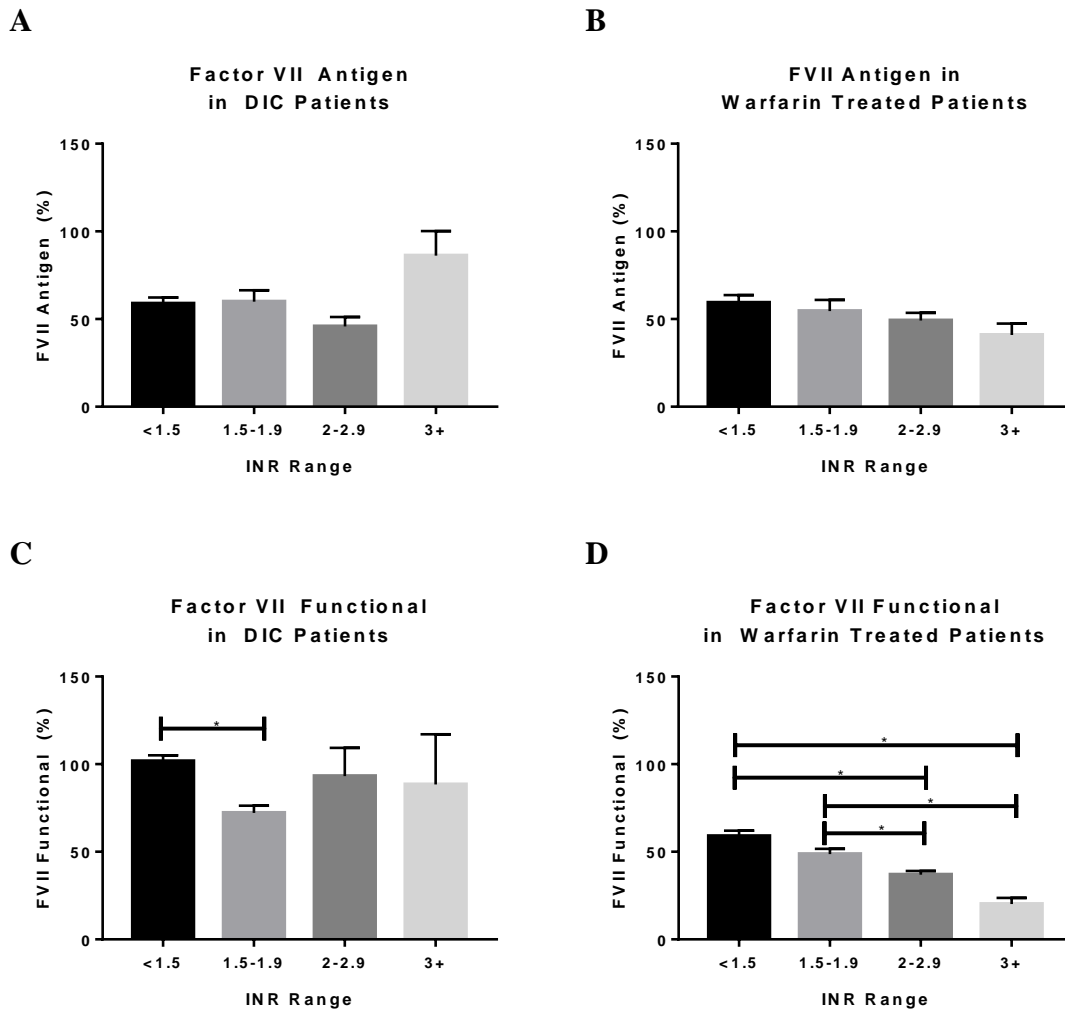 A
Factor VII Antigen
in DIC Patients
FVII Antigen (%)
150
100
50
0
<1.5 1.5-1.9 2-2.9 3+
INR Range
B
FVII Antigen in
Warfarin Treated Patients
FVII Antigen (%)
150
100
50
0
<1.5 1.5-1.9 2-2.9 3+
INR Range
C
Factor VII Functional
in DIC Patients
FVII Functional (%)
150
100
50
0
*
<1.5 1.5-1.9 2-2.9 3+
INR Range
D
Factor VII Functional
in Warfarin Treated Patients
FVII Functional (%)
150
100
50
0
*
*
*
*
<1.5 1.5-1.9 2-2.9 3+
INR Range